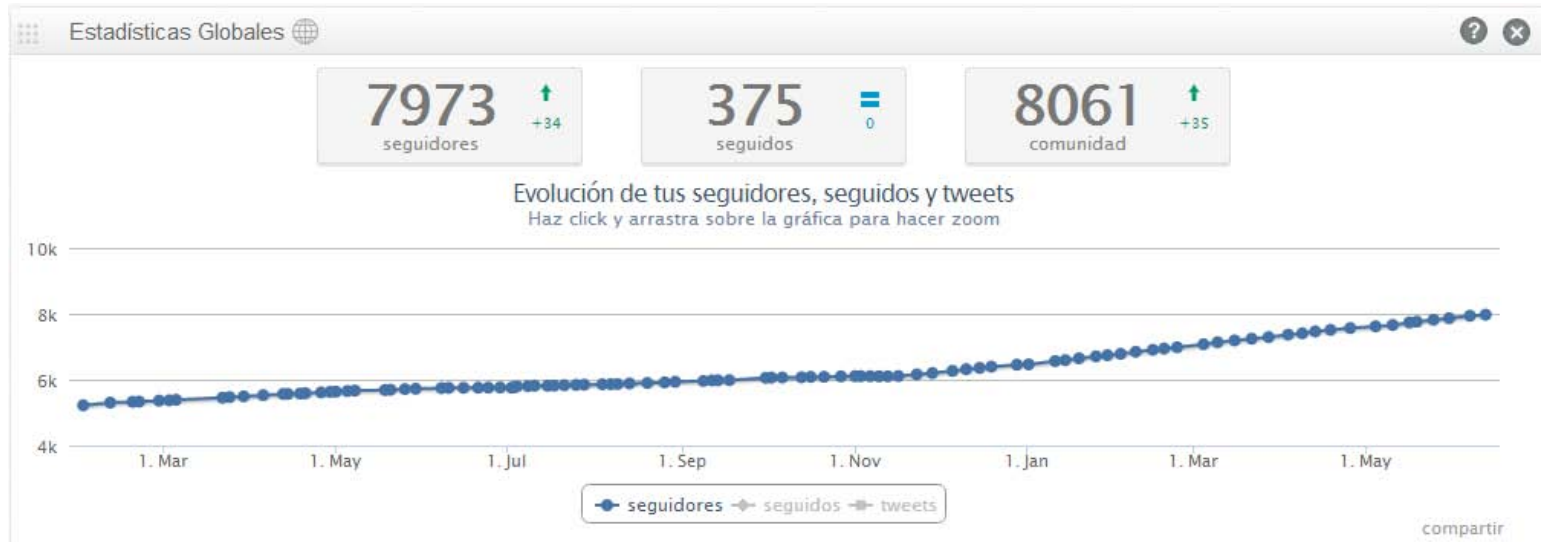 Estadísticas Globales
7973 +34
seguidores
375 0
seguidos
8061 +35
comunidad
Evolución de tus seguidores, seguidos y tweets
Haz click y arrastra sobre la gráfica para hacer zoom
10k
8k
6k
4k
1. Mar 1. May 1. Jul 1. Sep 1. Nov 1. Jan 1. Mar 1. May
seguidores seguidos tweets
compartir